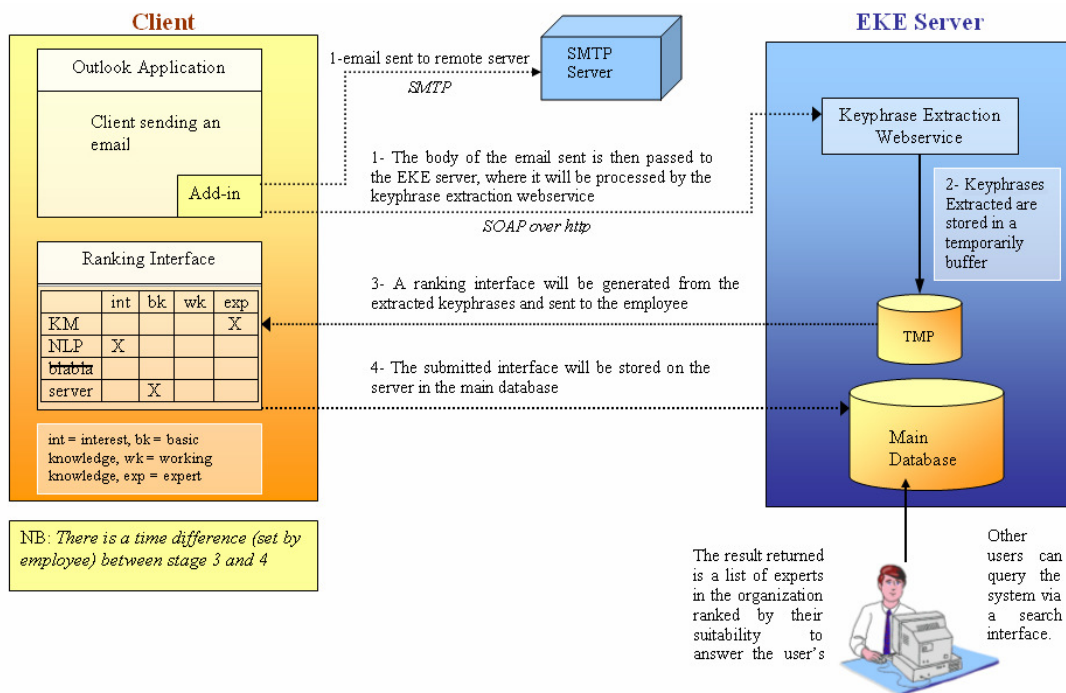 Client
EKE Server
Outlook Application
Client sending an
email
Add-in
1-email sent to remote server
SMTP
SMTP
Server
1- The body of the email sent is then passed to
the EKE server, where it will be processed by the
keyphrase extraction webservice
SOAP over http
Keyphrase Extraction
Webservice
2- Keyphrases
Extracted are
stored in a
temporarily
buffer
Ranking Interface
int bk wk exp
KM X
NLP X
blabla
server X
3- A ranking interface will be generated from the
extracted keyphrases and sent to the employee
TMP
4- The submitted interface will be stored on the
server in the main database
Main
Database
int = interest, bk = basic
knowledge, wk = working
knowledge, exp = expert
NB: There is a time difference (set by
employee) between stage 3 and 4
The result returned
is a list of experts
in the organization
ranked by their
suitability to
answer the user's
Other
users can
query the
system via
a search
interface.